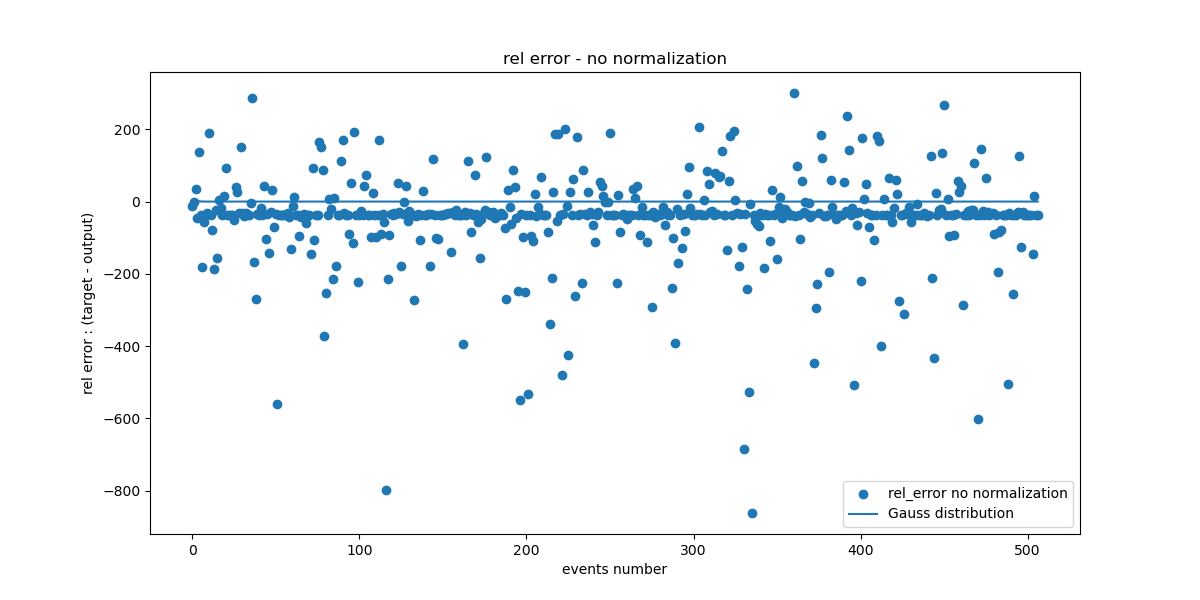 rel error - no normalization
rel error : (target - output)
200
0
−200
−400
−600
−800
0 100 200 300 400 500
events number
rel_error no normalization
Gauss distribution